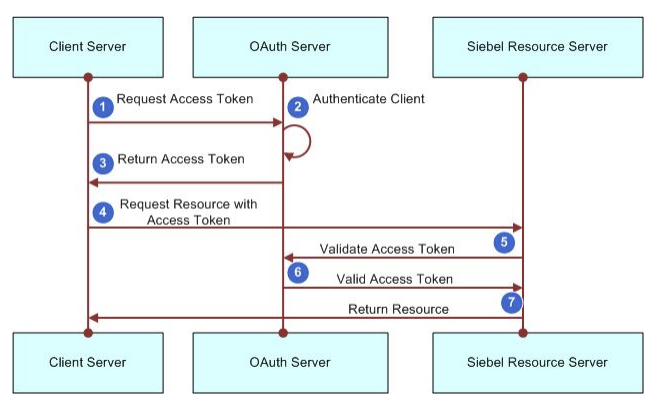 Client Server
OAuth Server
Siebel Resource Server
1 Request Access Token
2 Authenticate Client
3 Return Access Token
4 Request Resource with
Access Token
5
Validate Access Token
6
Valid Access Token
7
Return Resource
Client Server
OAuth Server
Siebel Resource Server